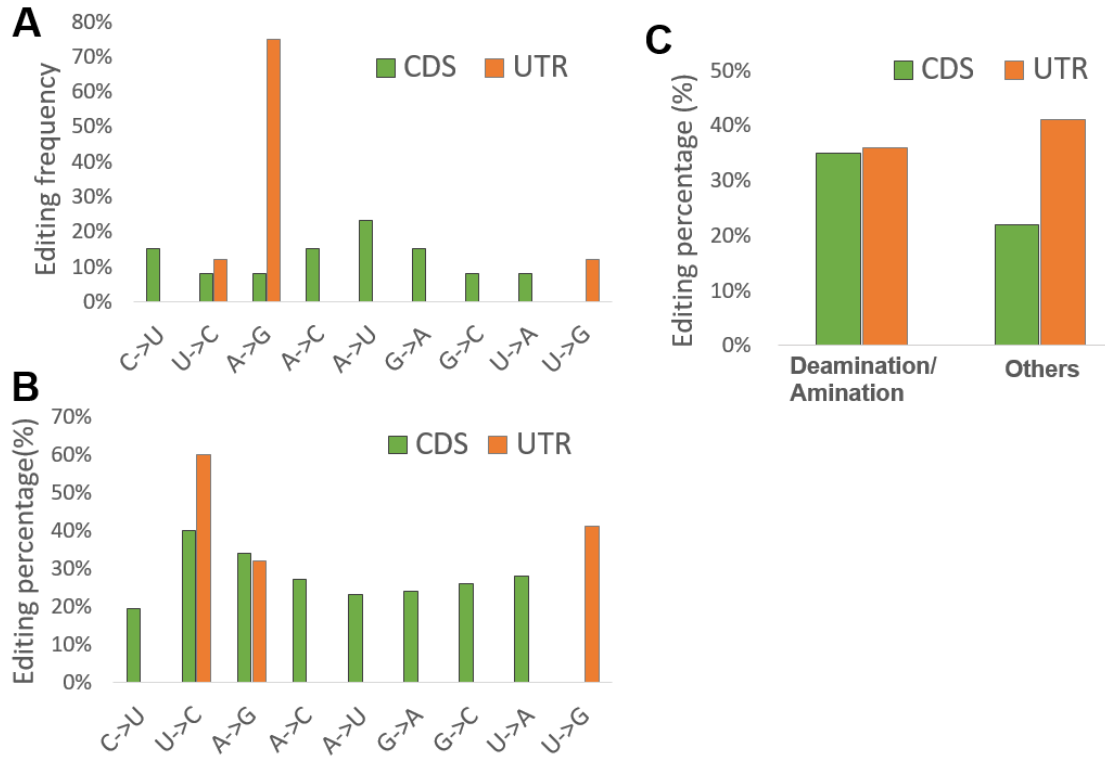 A
Editing frequency
80%
70%
60%
50%
40%
30%
20%
10%
0%
CDS UTR
C->U U->C A->G A->C A->U G->A G->C U->A U->G
B
Editing percentage(%)
70%
60%
50%
40%
30%
20%
10%
0%
CDS UTR
C->U U->C A->G A->C A->U G->A G->C U->A U->G
C
Editing percentage (%)
50%
40%
30%
20%
10%
0%
CDS UTR
Deamination/
Amination
Others